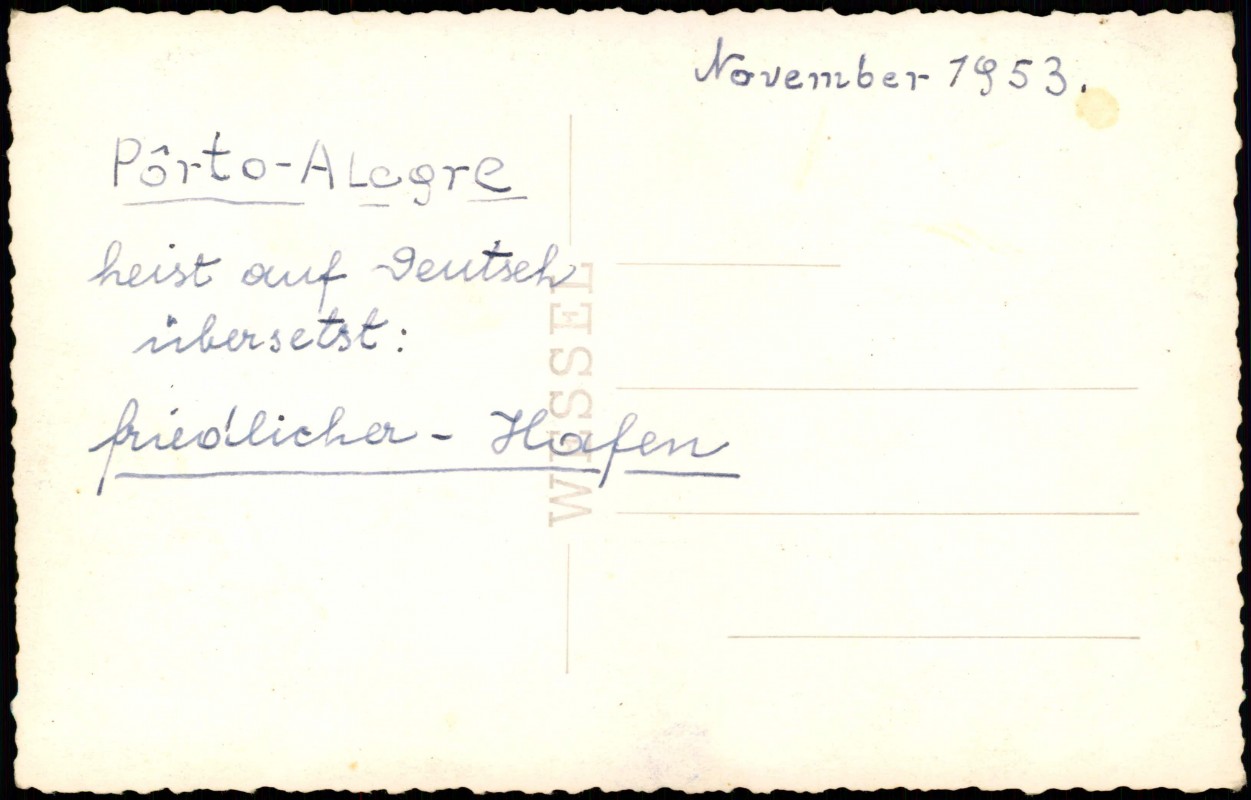 November 1953.
Pôrto-Alegre
heist auf Deutsch
übersetst:
friedlicher - Hafen
WESSEL